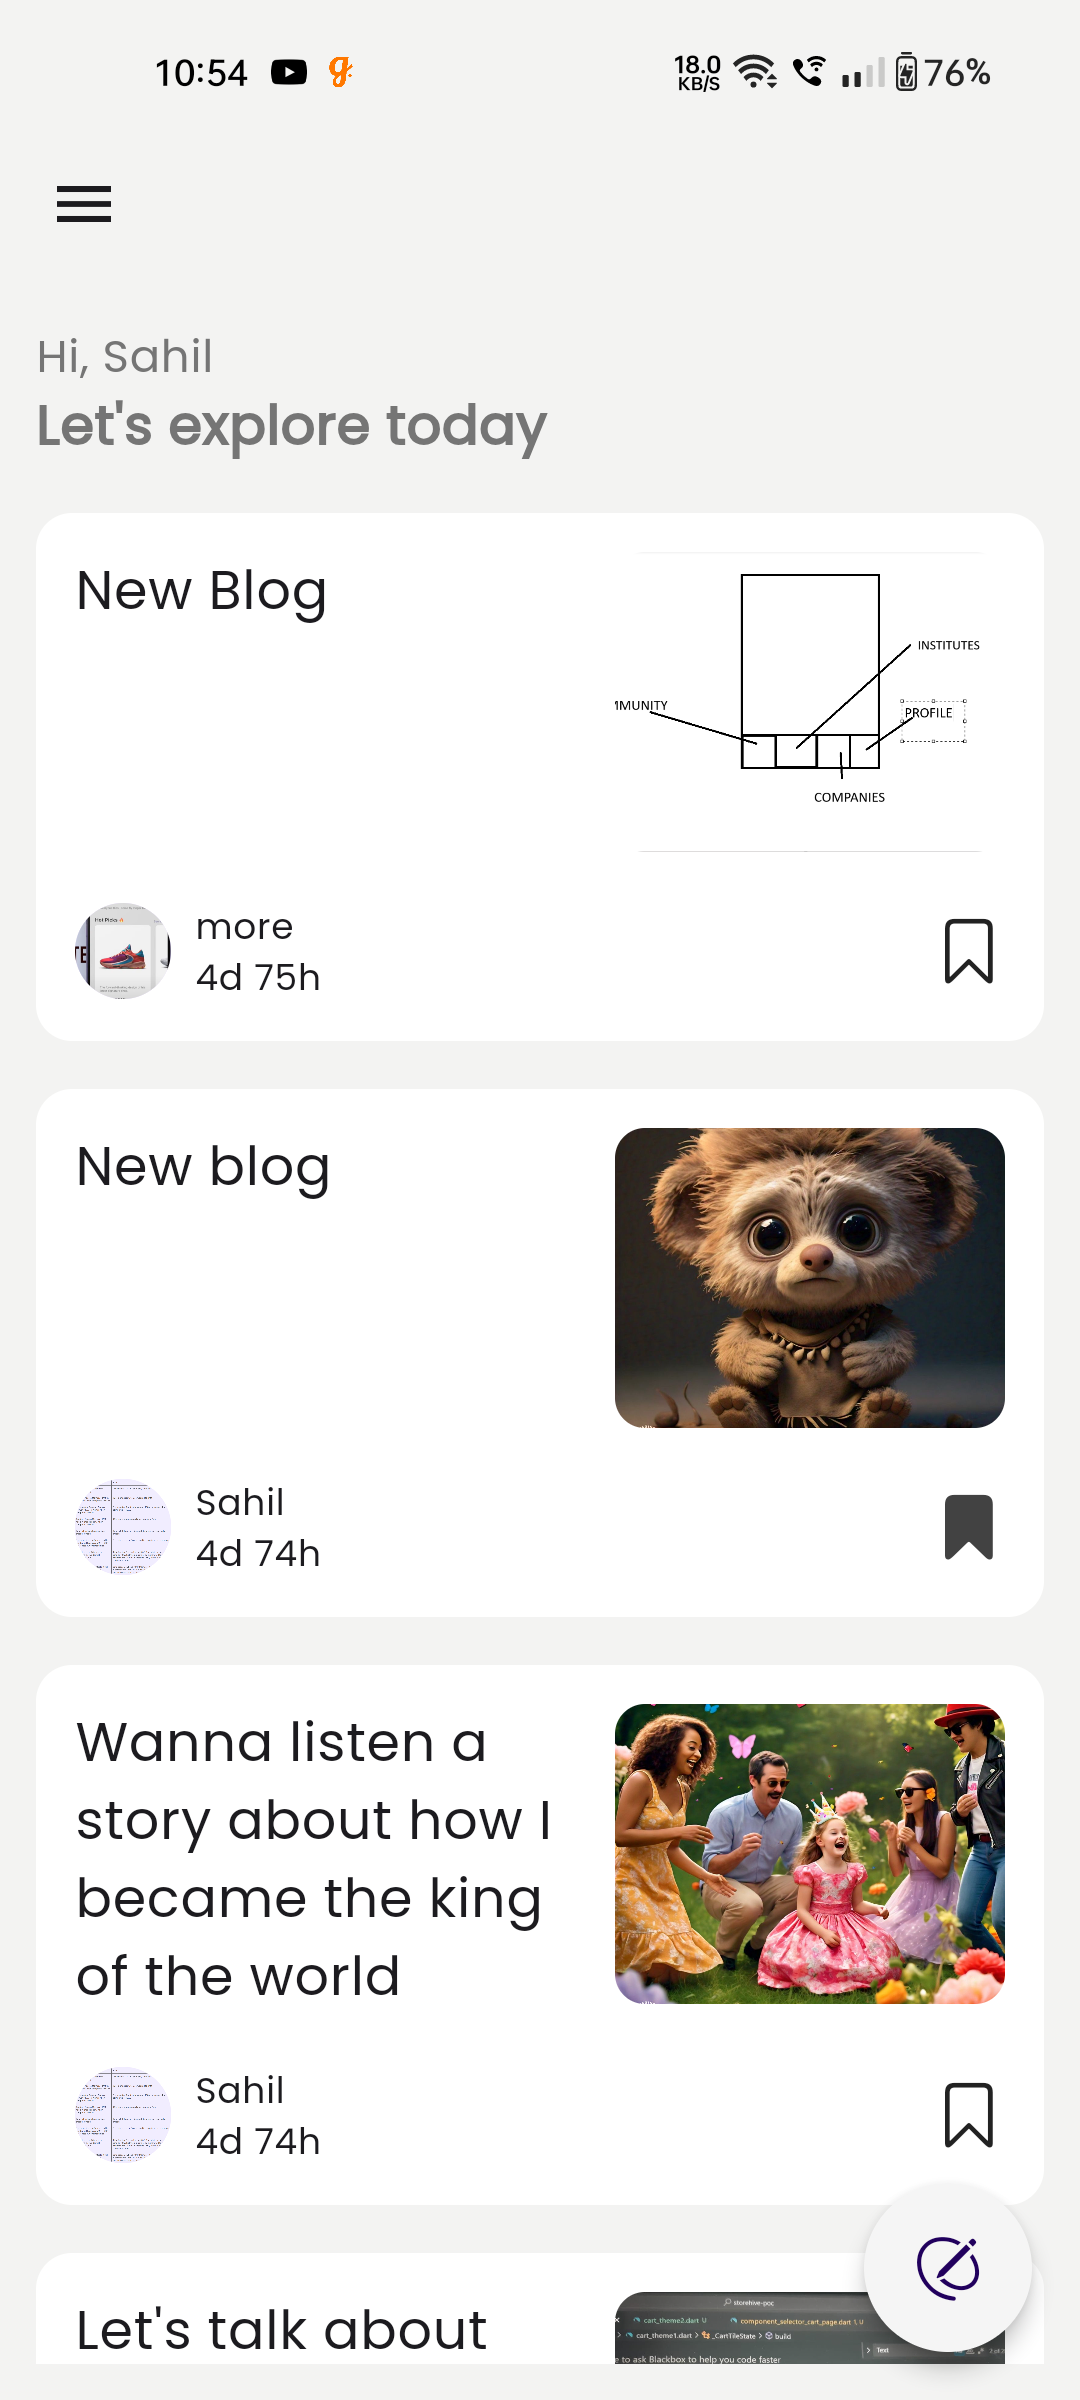 10:54
18.0 KB/S
76%
Hi, Sahil
Let's explore today
New Blog
INSTITUTES
MUNITY
PROFILE
COMPANIES
Hot Picks
more
4d 75h
New blog
Sahil
4d 74h
Wanna listen a
story about how I
became the king
of the world
Sahil
4d 74h
Let's talk about
storehive-poc
cart_theme2.dart U
component_selector_cart_page.dart \ U
cart_theme1.dart > _CartTileState > build
Text
e to ask Blackbox to help you code faster